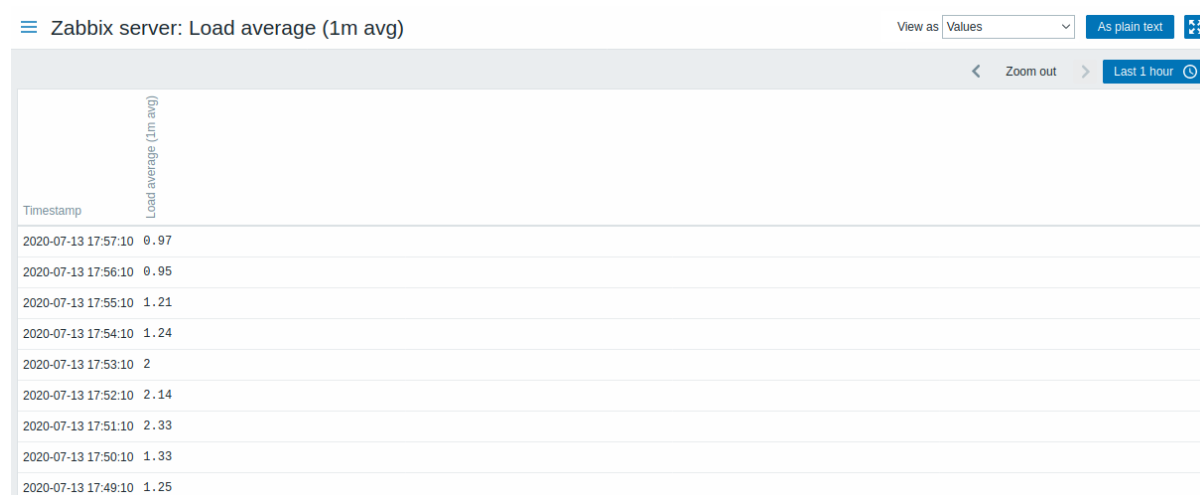 Zabbix server: Load average (1m avg)
View as Values As plain text
Zoom out Last 1 hour
Timestamp Load average (1m avg)
2020-07-13 17:57:10 0.97
2020-07-13 17:56:10 0.95
2020-07-13 17:55:10 1.21
2020-07-13 17:54:10 1.24
2020-07-13 17:53:10 2
2020-07-13 17:52:10 2.14
2020-07-13 17:51:10 2.33
2020-07-13 17:50:10 1.33
2020-07-13 17:49:10 1.25